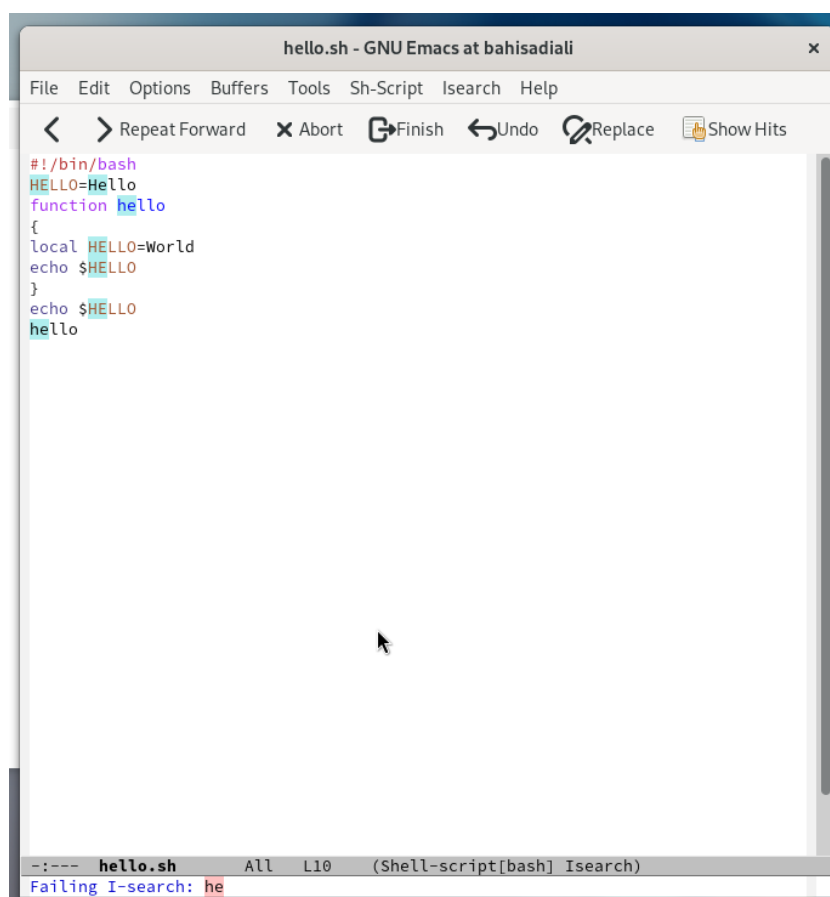 hello.sh - GNU Emacs at bahisadiali
File Edit Options Buffers Tools Sh-Script Isearch Help
Repeat Forward Abort Finish Undo Replace Show Hits
#!/bin/bash
HELLO=Hello
function hello
{
local HELLO=World
echo $HELLO
}
echo $HELLO
hello
-:--- hello.sh All L10 (Shell-script[bash] Isearch)
Failing I-search: he